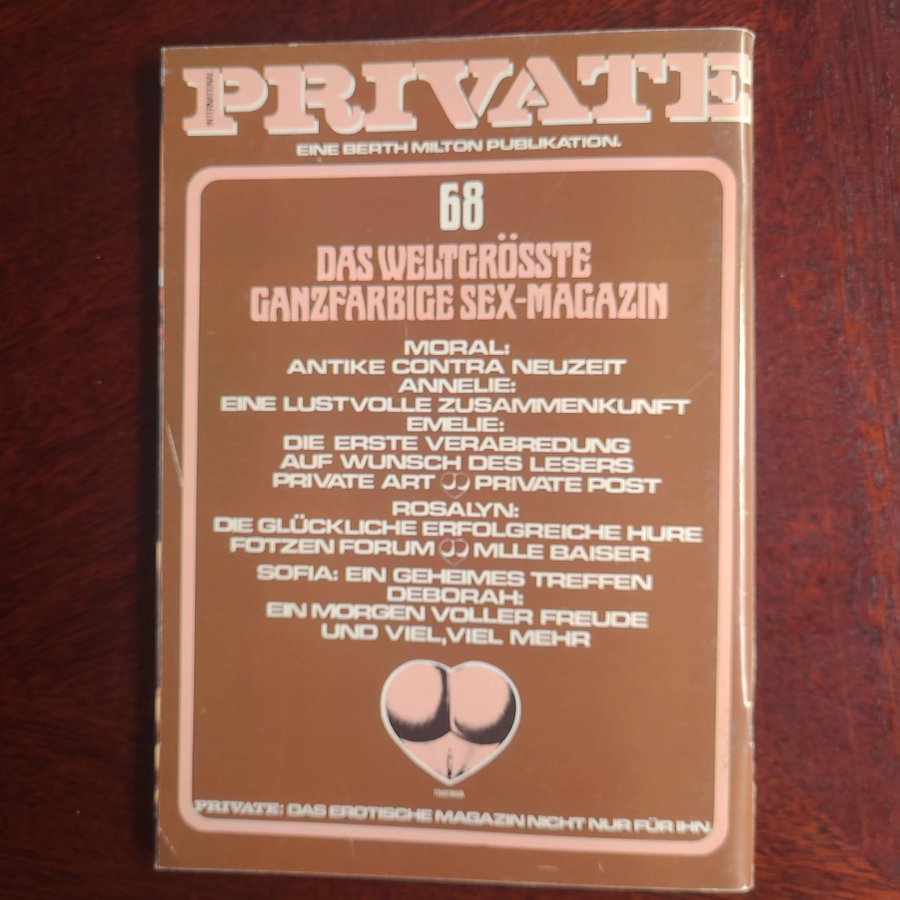 INTERNATIONAL
PRIVATE
EINE BERTH MILTON PUBLIKATION.
68
DAS WELTGRÖSSTE
GANZFARBIGE SEX-MAGAZIN
MORAL:
ANTIKE CONTRA NEUZEIT
ANNELIE:
EINE LUSTVOLLE ZUSAMMENKUNFT
EMELIE:
DIE ERSTE VERABREDUNG
AUF WUNSCH DES LESERS
PRIVATE ART PRIVATE POST
ROSALYN:
DIE GLÜCKLICHE ERFOLGREICHE HURE
FOTZEN FORUM MLLE BAISER
SOFIA: EIN GEHEIMES TREFFEN
DEBORAH:
EIN MORGEN VOLLER FREUDE
UND VIEL, VIEL MEHR
PRIVATE: DAS EROTISCHE MAGAZIN NICHT NUR FÜR IHN